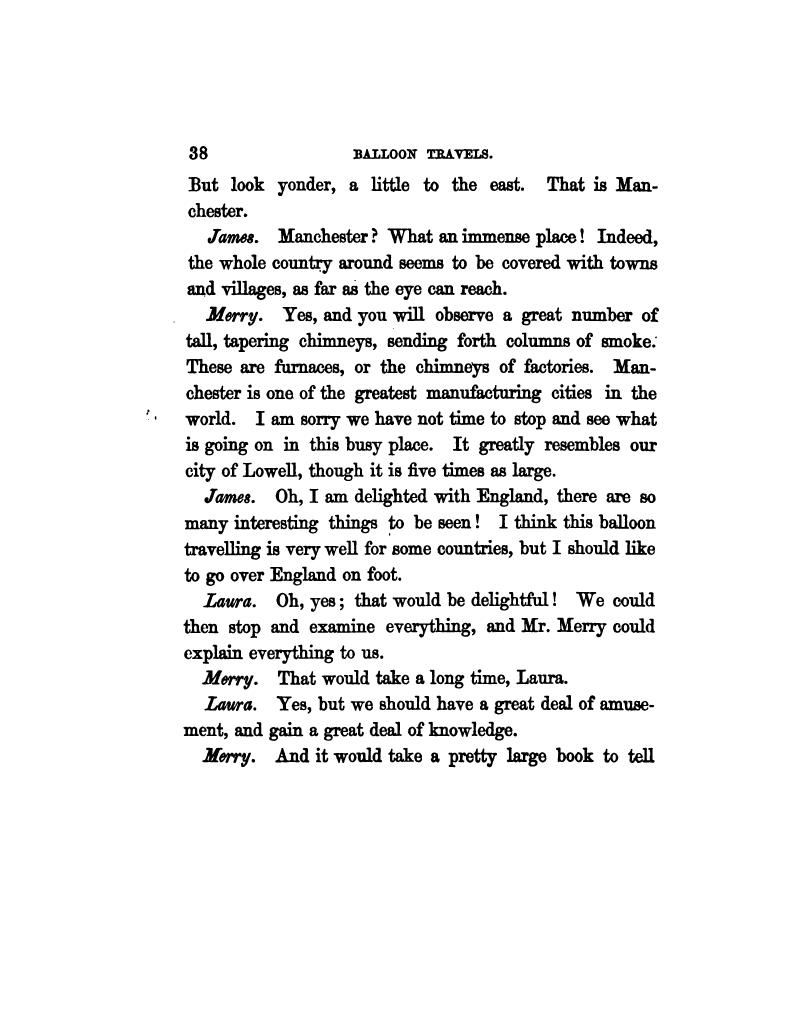 38 BALLOON TRAVELS.
But look yonder, a little to the east. That is Man-
chester.
James. Manchester? What an immense place! Indeed,
the whole country around seems to be covered with towns
and villages, as far as the eye can reach.
Merry. Yes, and you will observe a great number of
tall, tapering chimneys, sending forth columns of smoke.
These are furnaces, or the chimneys of factories. Man-
chester is one of the greatest manufacturing cities in the
world. I am sorry we have not time to stop and see what
is going on in this busy place. It greatly resembles our
city of Lowell, though it is five times as large.
James. Oh, I am delighted with England, there are so
many interesting things to be seen! I think this balloon
travelling is very well for some countries, but I should like
to go over England on foot.
Laura. Oh, yes; that would be delightful! We could
then stop and examine everything, and Mr. Merry could
explain everything to us.
Merry. That would take a long time, Laura.
Laura. Yes, but we should have a great deal of amuse-
ment, and gain a great deal of knowledge.
Merry. And it would take a pretty large book to tell